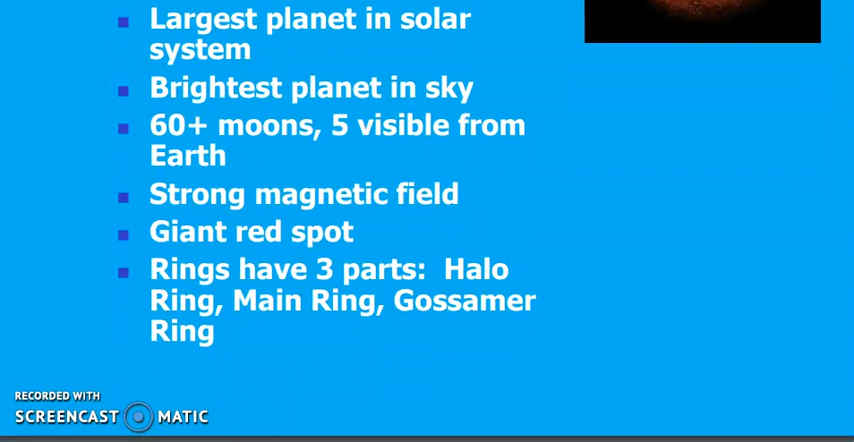 Largest planet in solar
system
Brightest planet in sky
60+ moons, 5 visible from
Earth
Strong magnetic field
Giant red spot
Rings have 3 parts:  Halo
Ring, Main Ring, Gossamer
Ring
RECORDED WITH
SCREENCAST MATIC